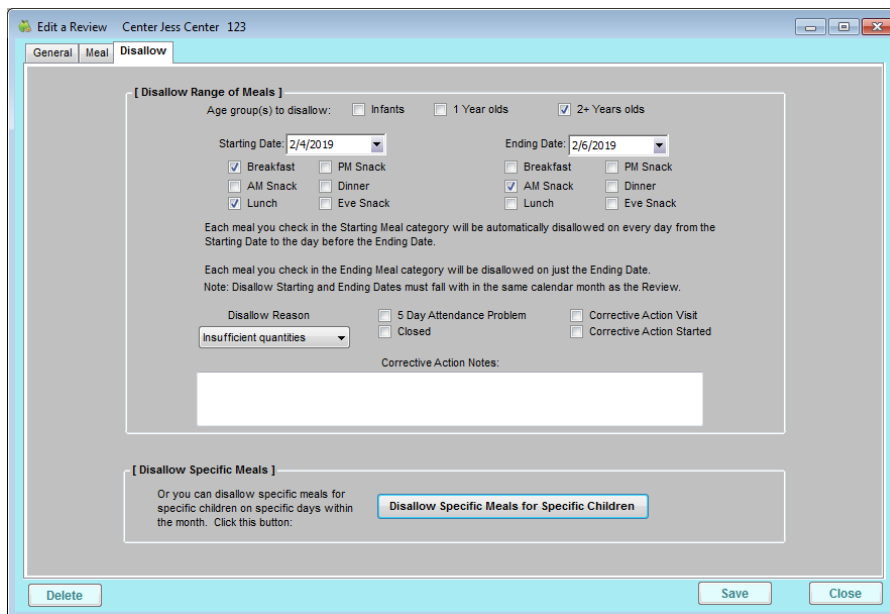 Edit a Review Center Jess Center 123
General Meal Disallow
[ Disallow Range of Meals ]
Age group(s) to disallow: Infants 1 Year olds 2+ Years olds
Starting Date: 2/4/2019 Ending Date: 2/6/2019
Breakfast PM Snack Breakfast PM Snack
AM Snack Dinner AM Snack Dinner
Lunch Eve Snack Lunch Eve Snack
Each meal you check in the Starting Meal category will be automatically disallowed on every day from the
Starting Date to the day before the Ending Date.
Each meal you check in the Ending Meal category will be disallowed on just the Ending Date.
Note: Disallow Starting and Ending Dates must fall with in the same calendar month as the Review.
Disallow Reason 5 Day Attendance Problem Corrective Action Visit
Insufficient quantities Closed Corrective Action Started
Corrective Action Notes:
[ Disallow Specific Meals ]
Or you can disallow specific meals for
specific children on specific days within
the month. Click this button:
Disallow Specific Meals for Specific Children
Delete Save Close